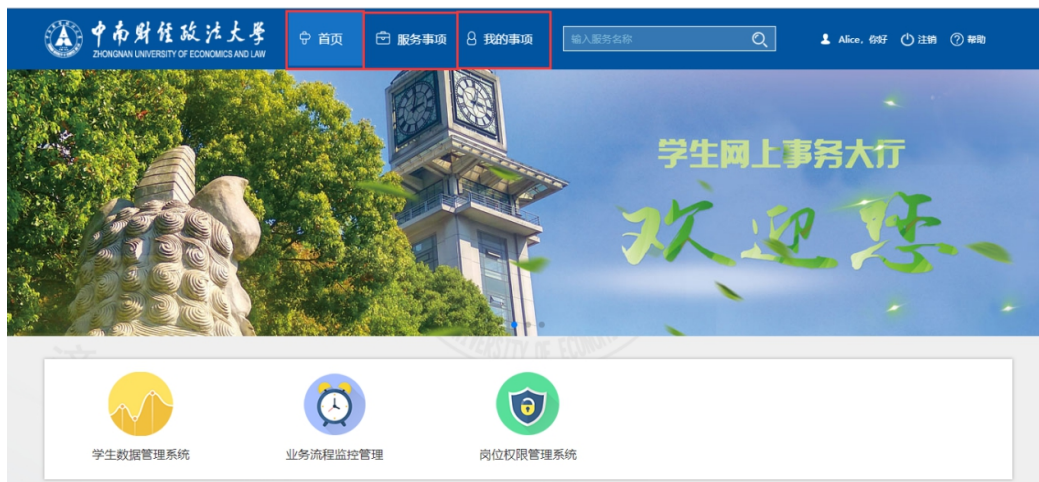 中南财经政法大学
ZHONGNAN UNIVERSITY OF ECONOMICS AND LAW
首页
服务事项
我的事项
输入服务名称
Alice，你好
注销
帮助
学生网上事务大厅
欢迎您
学生数据管理系统
业务流程监控管理
岗位权限管理系统